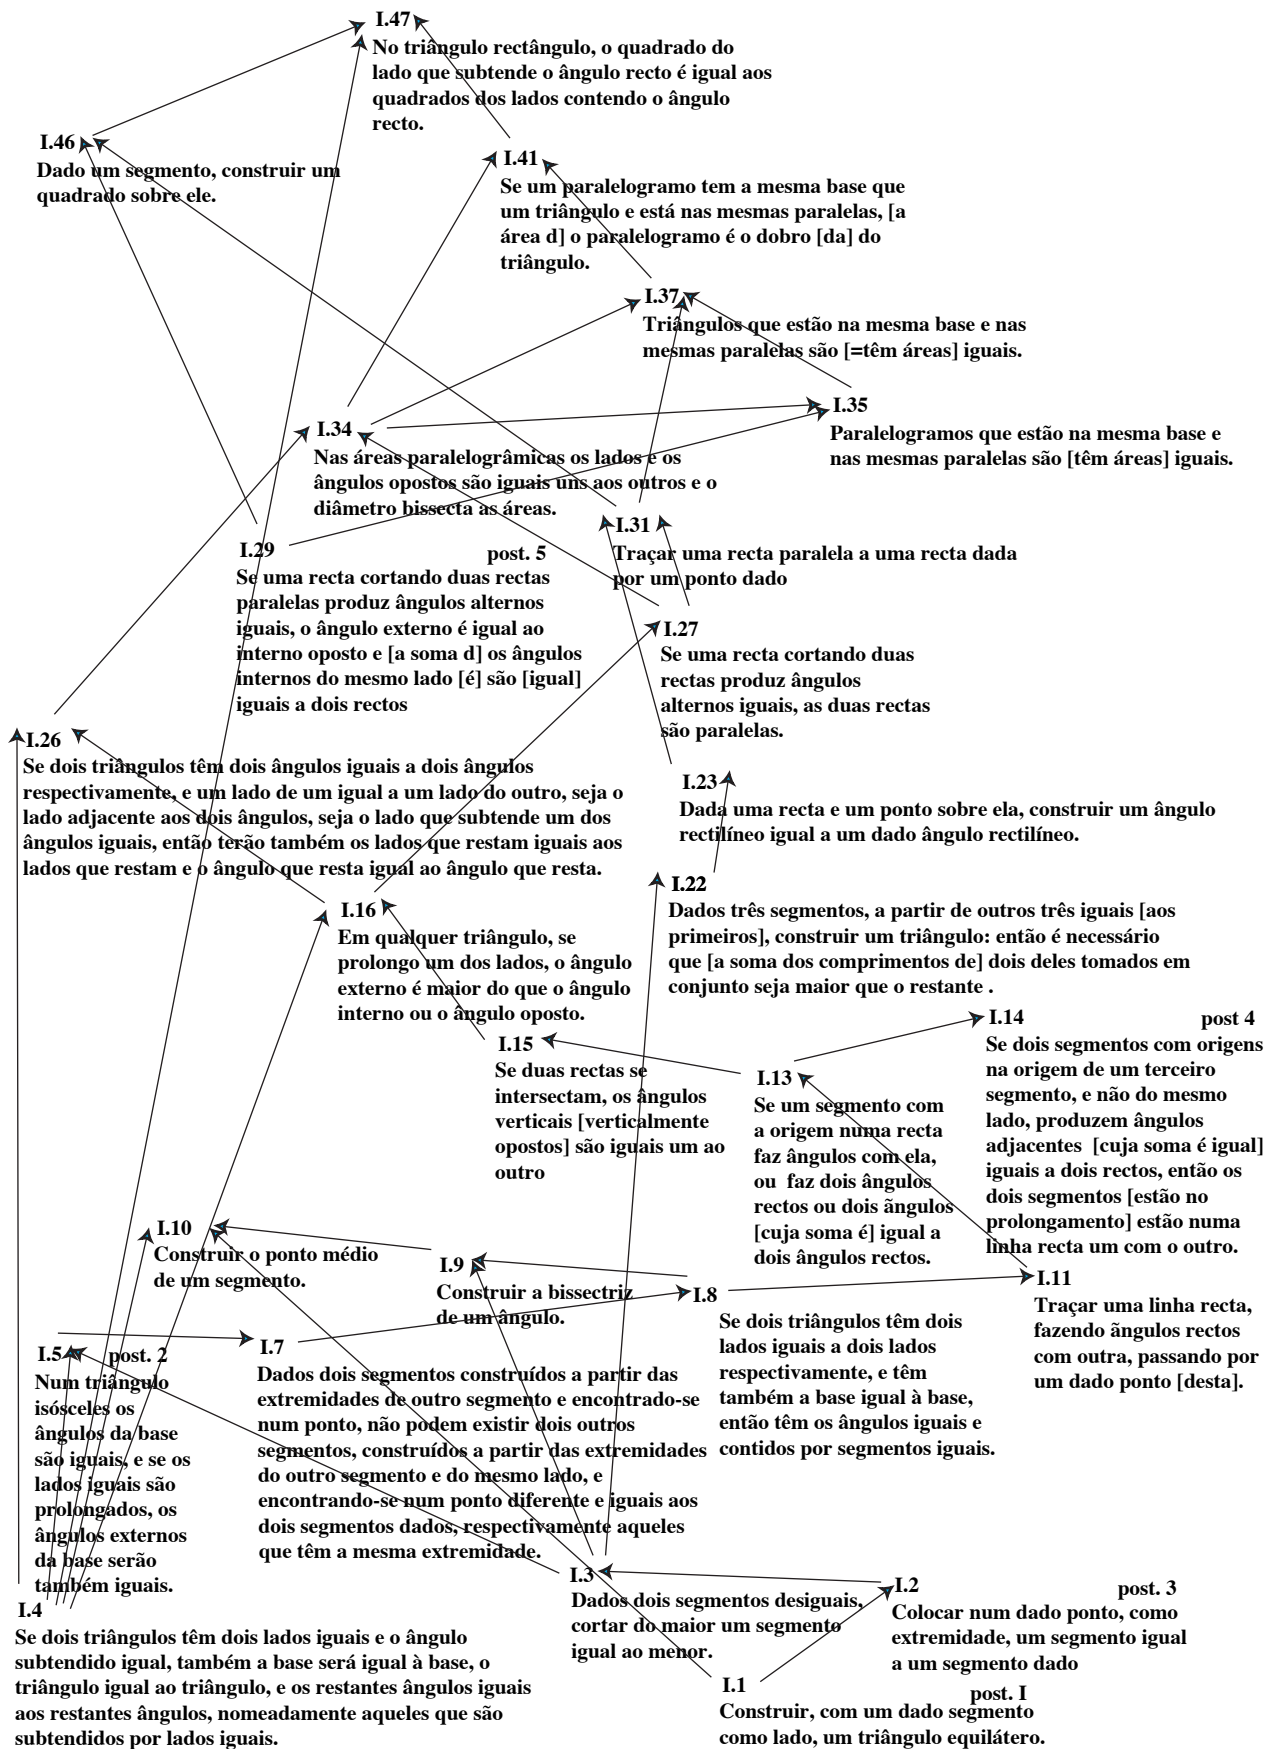 I.47
No triângulo rectângulo, o quadrado do
lado que subtende o ângulo recto é igual aos
quadrados dos lados contendo o ângulo
recto.
I.46
Dado um segmento, construir um
quadrado sobre ele.
I.41
Se um paralelogramo tem a mesma base que
um triângulo e está nas mesmas paralelas, [a
área d] o paralelogramo é o dobro [da] do
triângulo.
I.37
Triângulos que estão na mesma base e nas
mesmas paralelas são [=têm áreas] iguais.
I.35
Paralelogramos que estão na mesma base e
nas mesmas paralelas são [têm áreas] iguais.
I.34
Nas áreas paralelogrâmicas os lados e os
ângulos opostos são iguais uns aos outros e o
diâmetro bissecta as áreas.
I.31
Traçar uma recta paralela a uma recta dada
por um ponto dado
I.29
post. 5
Se uma recta cortando duas rectas
paralelas produz ângulos alternos
iguais, o ângulo externo é igual ao
interno oposto e [a soma d] os ângulos
internos do mesmo lado [é] são [igual]
iguais a dois rectos
I.27
Se uma recta cortando duas
rectas produz ângulos
alternos iguais, as duas rectas
são paralelas.
I.26
Se dois triângulos têm dois ângulos iguais a dois ângulos
respectivamente, e um lado de um igual a um lado do outro, seja o
lado adjacente aos dois ângulos, seja o lado que subtende um dos
ângulos iguais, então terão também os lados que restam iguais aos
lados que restam e o ângulo que resta igual ao ângulo que resta.
I.23
Dada uma recta e um ponto sobre ela, construir um ângulo
rectilíneo igual a um dado ângulo rectilíneo.
I.22
Dados três segmentos, a partir de outros três iguais [aos
primeiros], construir um triângulo: então é necessário
que [a soma dos comprimentos de] dois deles tomados em
conjunto seja maior que o restante .
I.16
Em qualquer triângulo, se
prolongo um dos lados, o ângulo
externo é maior do que o ângulo
interno ou o ângulo oposto.
I.15
Se duas rectas se
intersectam, os ângulos
verticais [verticalmente
opostos] são iguais um ao
outro
I.13
Se um segmento com
a origem numa recta
faz ângulos com ela,
ou faz dois ângulos
rectos ou dois ãngulos
[cuja soma é] igual a
dois ângulos rectos.
I.14
post 4
Se dois segmentos com origens
na origem de um terceiro
segmento, e não do mesmo
lado, produzem ângulos
adjacentes [cuja soma é igual]
iguais a dois rectos, então os
dois segmentos [estão no
prolongamento] estão numa
linha recta um com o outro.
I.10
Construir o ponto médio
de um segmento.
I.9
Construir a bissectriz
de um ângulo.
I.8
Se dois triângulos têm dois
lados iguais a dois lados
respectivamente, e têm
também a base igual à base,
então têm os ângulos iguais e
contidos por segmentos iguais.
I.11
Traçar uma linha recta,
fazendo ãngulos rectos
com outra, passando por
um dado ponto [desta].
I.5
post. 2
Num triângulo
isósceles os
ângulos da base
são iguais, e se os
lados iguais são
prolongados, os
ângulos externos
da base serão
também iguais.
I.7
Dados dois segmentos construídos a partir das
extremidades de outro segmento e encontrado-se
num ponto, não podem existir dois outros
segmentos, construídos a partir das extremidades
do outro segmento e do mesmo lado, e
encontrando-se num ponto diferente e iguais aos
dois segmentos dados, respectivamente aqueles
que têm a mesma extremidade.
I.3
Dados dois segmentos desiguais,
cortar do maior um segmento
igual ao menor.
I.2
post. 3
Colocar num dado ponto, como
extremidade, um segmento igual
a um segmento dado
I.4
Se dois triângulos têm dois lados iguais e o ângulo
subtendido igual, também a base será igual à base, o
triângulo igual ao triângulo, e os restantes ângulos iguais
aos restantes ângulos, nomeadamente aqueles que são
subtendidos por lados iguais.
I.1
post. I
Construir, com um dado segmento
como lado, um triângulo equilátero.